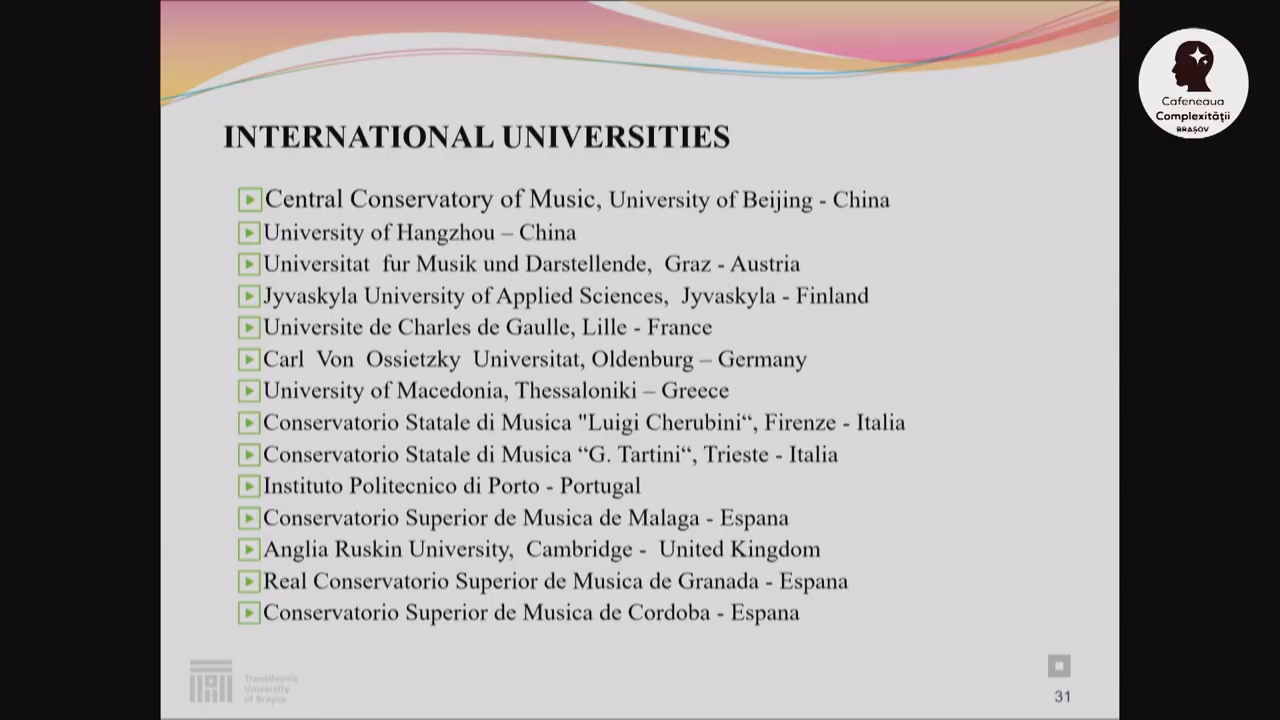 INTERNATIONAL UNIVERSITIES
Central Conservatory of Music, University of Beijing - China
University of Hangzhou – China
Universitat fur Musik und Darstellende, Graz - Austria
Jyvaskyla University of Applied Sciences, Jyvaskyla - Finland
Universite de Charles de Gaulle, Lille - France
Carl Von Ossietzky Universitat, Oldenburg – Germany
University of Macedonia, Thessaloniki – Greece
Conservatorio Statale di Musica "Luigi Cherubini“, Firenze - Italia
Conservatorio Statale di Musica “G. Tartini“, Trieste - Italia
Instituto Politecnico di Porto - Portugal
Conservatorio Superior de Musica de Malaga - Espana
Anglia Ruskin University, Cambridge - United Kingdom
Real Conservatorio Superior de Musica de Granada - Espana
Conservatorio Superior de Musica de Cordoba - Espana
Transilvania
University
of Brașov
31
Cafeneaua
Complexității
BRAȘOV